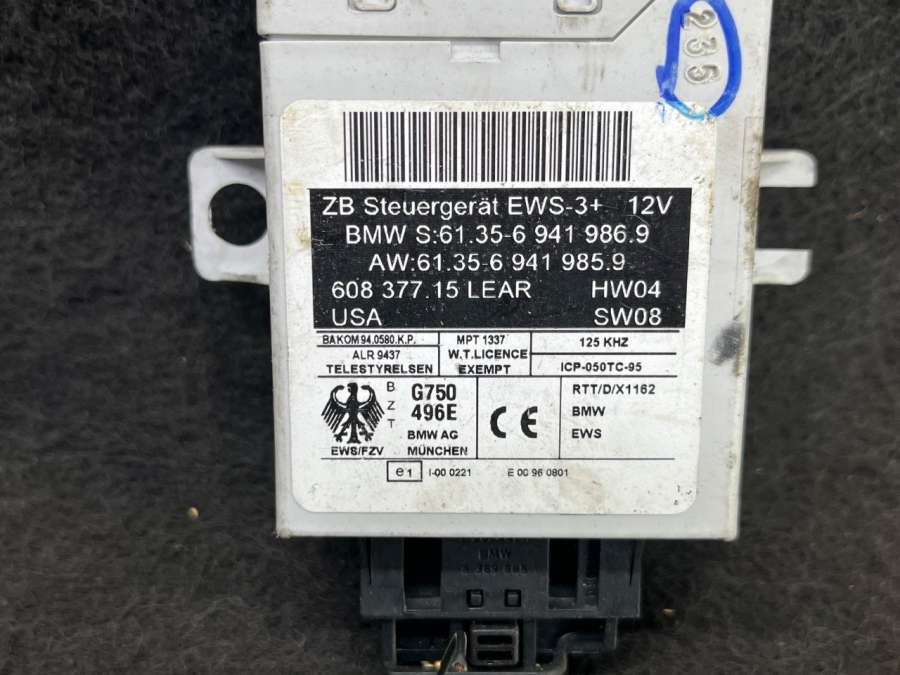 235
ZB Steuergerät EWS-3+ 12V
BMW S:61.35-6 941 986.9
AW:61.35-6 941 985.9
608 377.15 LEAR HW04
USA SW08
BAKOM 94.0580.K.P.
ALR 9437
TELESTYRELSEN
MPT 1337
W.T.LICENCE
EXEMPT
125 KHZ
ICP-050TC-95
BZT
G750
496E
BMW AG
MÜNCHEN
EWS/FZV
CE
RTT/D/X1162
BMW
EWS
e1 I-00 0221 E 00 96 0801
BMW